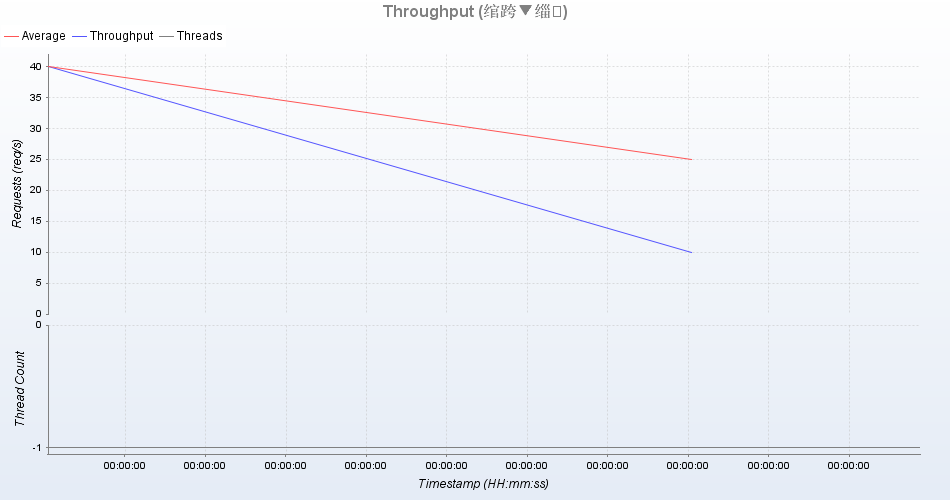 Throughput (绾跨▼缁)
Average Throughput Threads
40
35
30
25
20
15
10
5
0
Requests (req/s)
0
-1
Thread Count
00:00:00 00:00:00 00:00:00 00:00:00 00:00:00 00:00:00 00:00:00 00:00:00 00:00:00 00:00:00
Timestamp (HH:mm:ss)